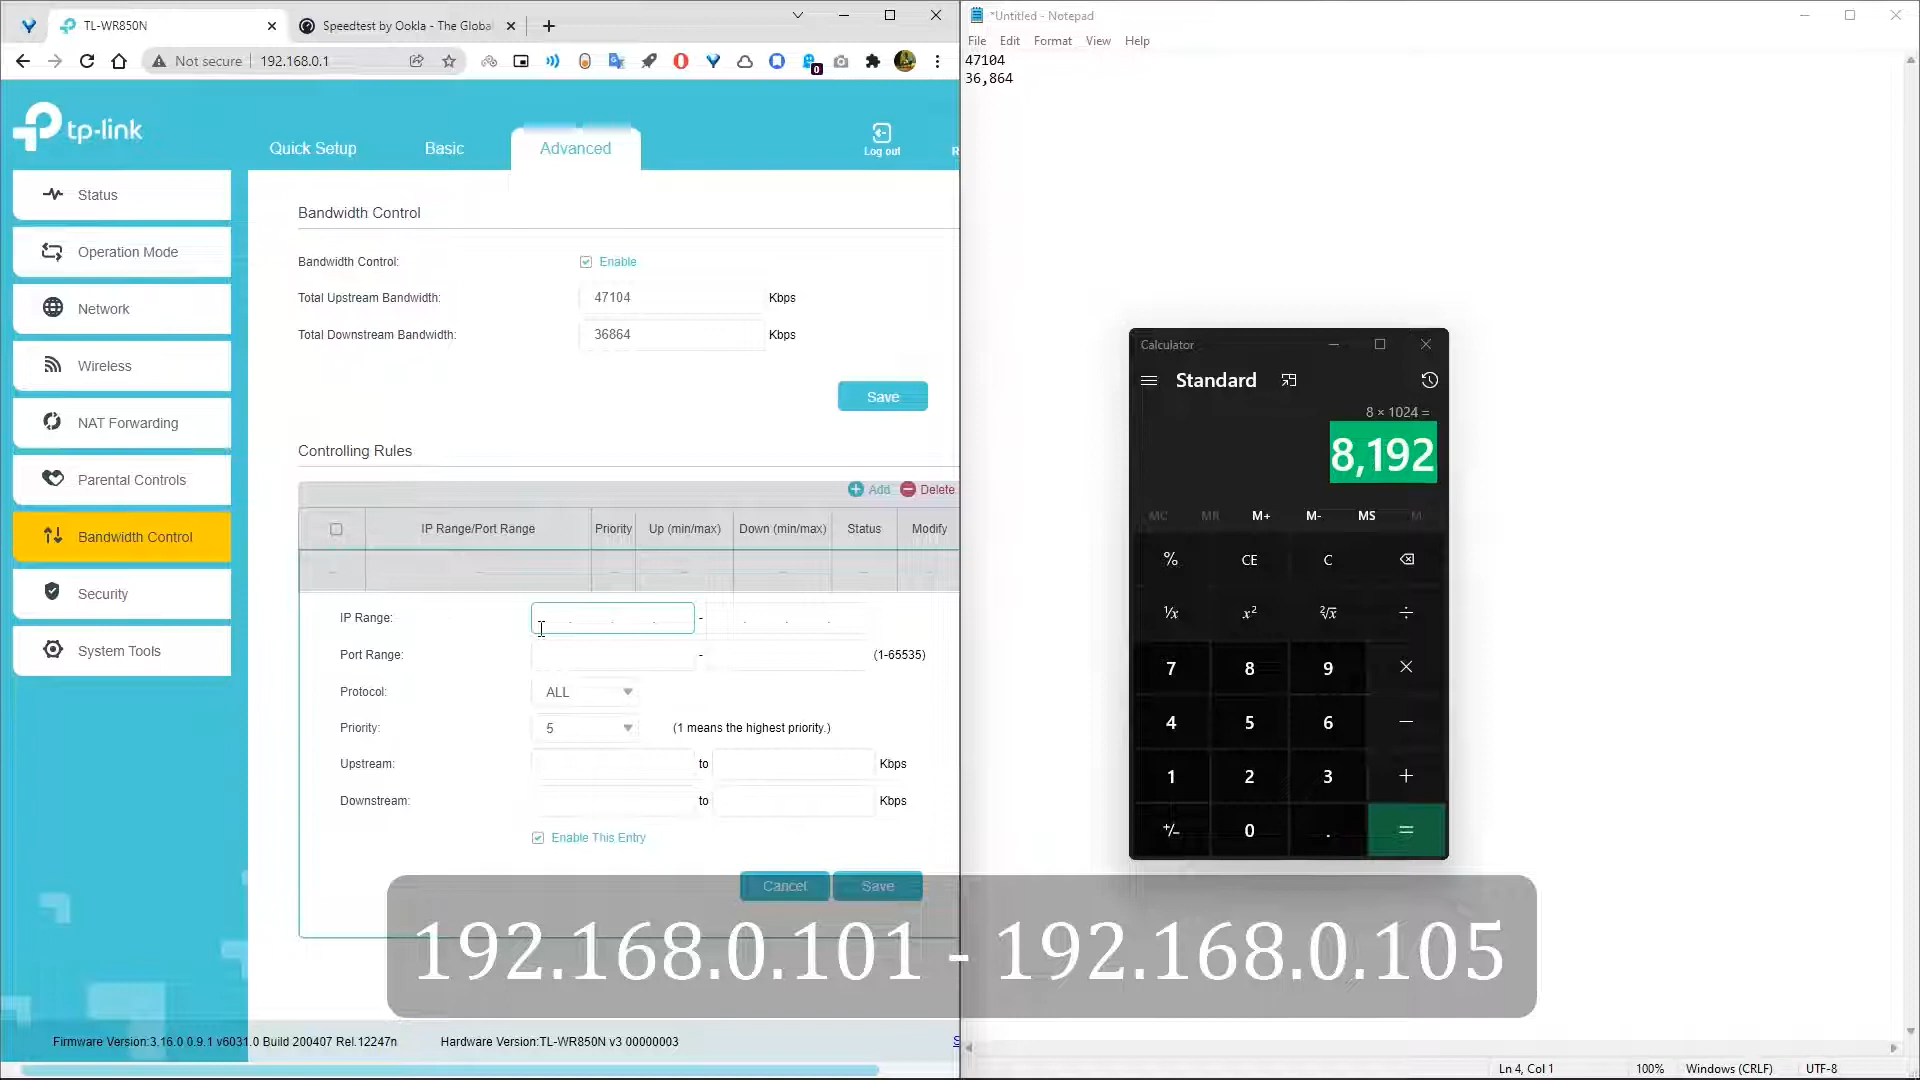 TL-WR850N
Speedtest by Ookla - The Global
Not secure
192.168.0.1
0
tp-link
Quick Setup
Basic
Advanced
Log out
Status
Operation Mode
Network
Wireless
NAT Forwarding
Parental Controls
Bandwidth Control
Security
System Tools
Bandwidth Control
Bandwidth Control:
Enable
Total Upstream Bandwidth:
47104
Kbps
Total Downstream Bandwidth:
36864
Kbps
Save
Controlling Rules
Add
Delete
IP Range/Port Range
Priority
Up (min/max)
Down (min/max)
Status
Modify
IP Range:
-
Port Range:
-
(1-65535)
Protocol:
ALL
Priority:
5
(1 means the highest priority.)
Upstream:
to
Kbps
Downstream:
to
Kbps
Enable This Entry
Cancel
Save
Firmware Version:3.16.0 0.9.1 v6031.0 Build 200407 Rel.12247n
Hardware Version:TL-WR850N v3 00000003
*Untitled - Notepad
File
Edit
Format
View
Help
47104
36,864
Calculator
Standard
8 × 1024 =
8,192
MC
MR
M+
M-
MS
M
%
CE
C
⅟x
x²
²√x
÷
7
8
9
×
4
5
6
−
1
2
3
+
+/−
0
.
=
192.168.0.101 - 192.168.0.105
Ln 4, Col 1
100%
Windows (CRLF)
UTF-8